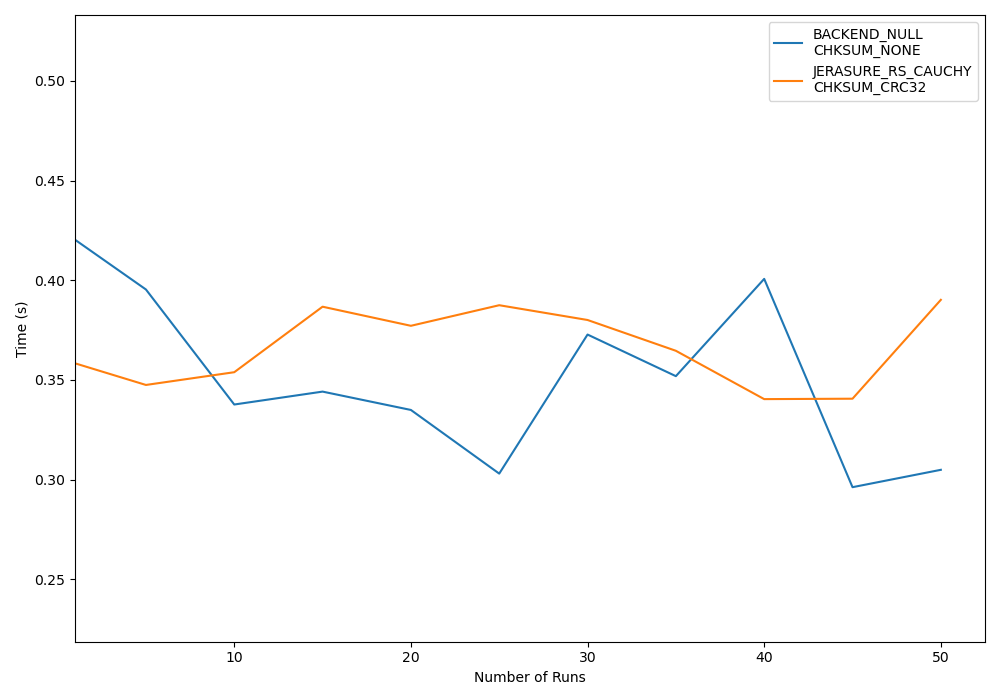 BACKEND_NULL
CHKSUM_NONE
JERASURE_RS_CAUCHY
CHKSUM_CRC32
0.50
0.45
0.40
0.35
0.30
0.25
Time (s)
10 20 30 40 50
Number of Runs